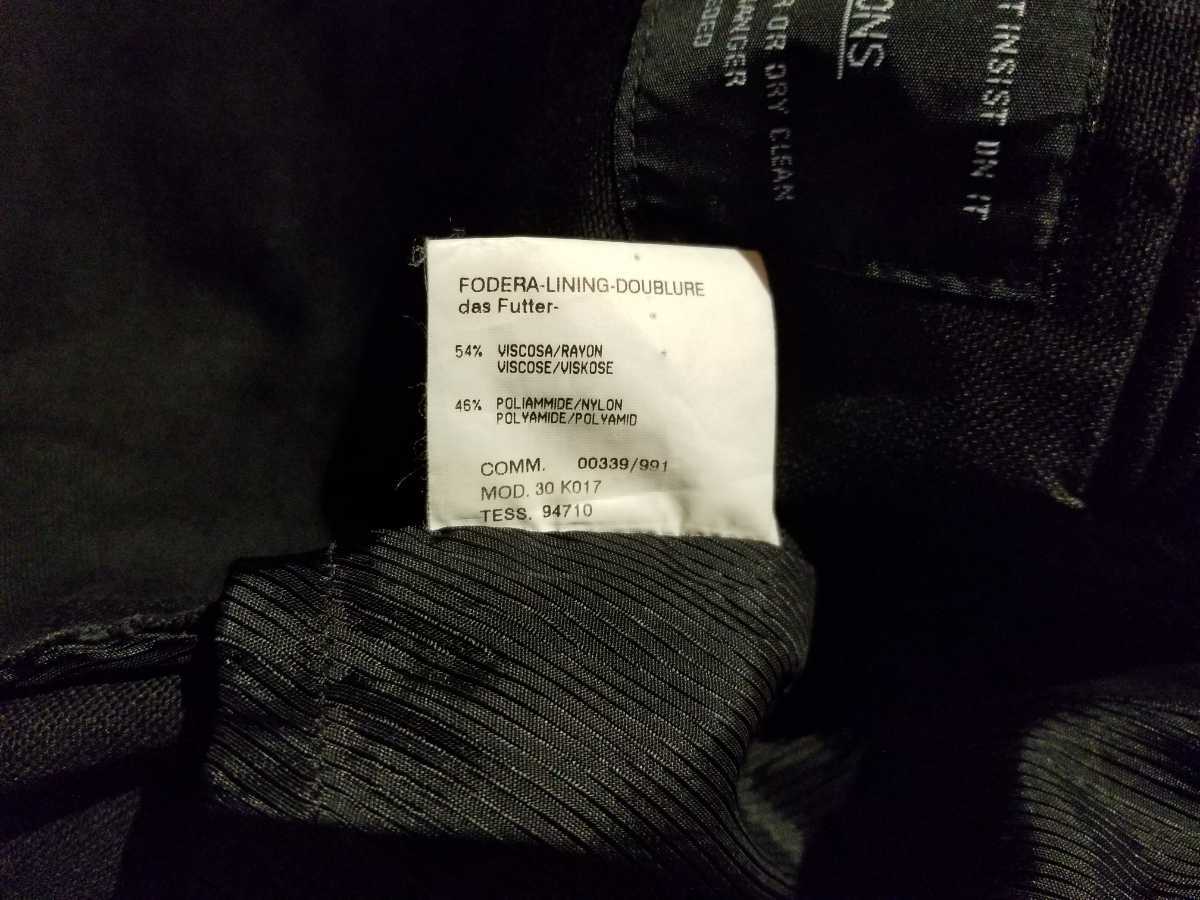 FODERA-LINING-DOUBLURE
das Futter-
54% VISCOSA/RAYON
VISCOSE/VISKOSE
46% POLIAMMIDE/NYLON
POLYAMIDE/POLYAMID
COMM. 00339/991
MOD. 30 K017
TESS. 94710
INSIST ON IT
ONS
OR DRY CLEAN